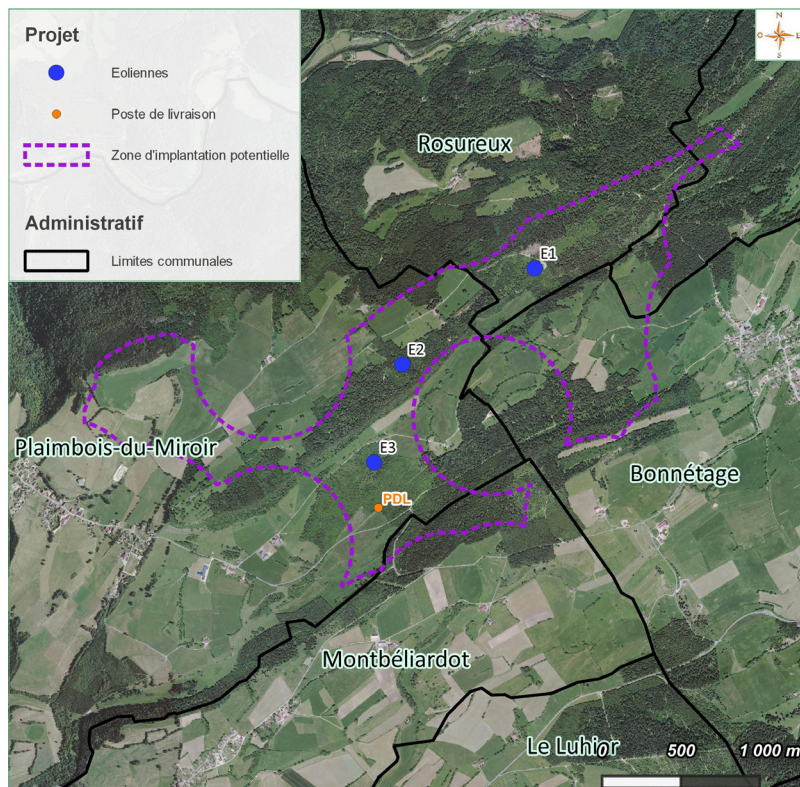 Projet
Eoliennes
Poste de livraison
Zone d'implantation potentielle
Administratif
Limites communales
N
O E
S
Rosureux
E1
E2
Plaimbois-du-Miroir
E3
Bonnétage
PDL
Montbéliardot
Le Luhier
0 500 1 000 m